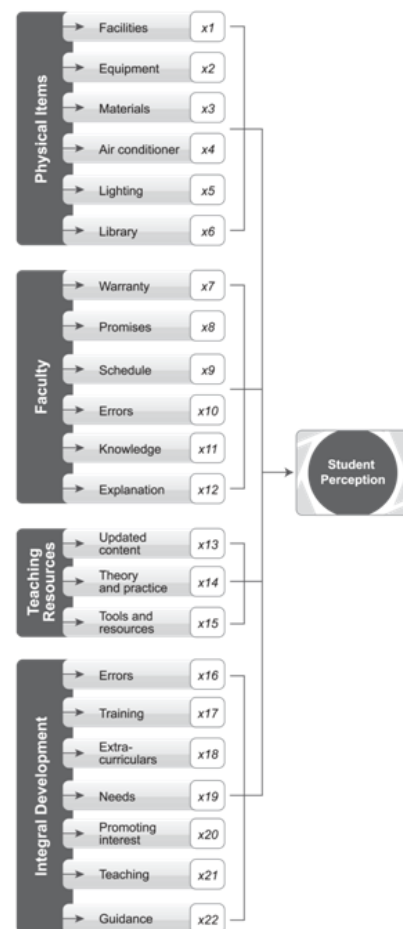 Physical Items
Facilities x1
Equipment x2
Materials x3
Air conditioner x4
Lighting x5
Library x6
Faculty
Warranty x7
Promises x8
Schedule x9
Errors x10
Knowledge x11
Explanation x12
Student
Perception
Teaching
Resources
Updated
content x13
Theory
and practice x14
Tools and
resources x15
Integral Development
Errors x16
Training x17
Extra-
curriculars x18
Needs x19
Promoting
interest x20
Teaching x21
Guidance x22